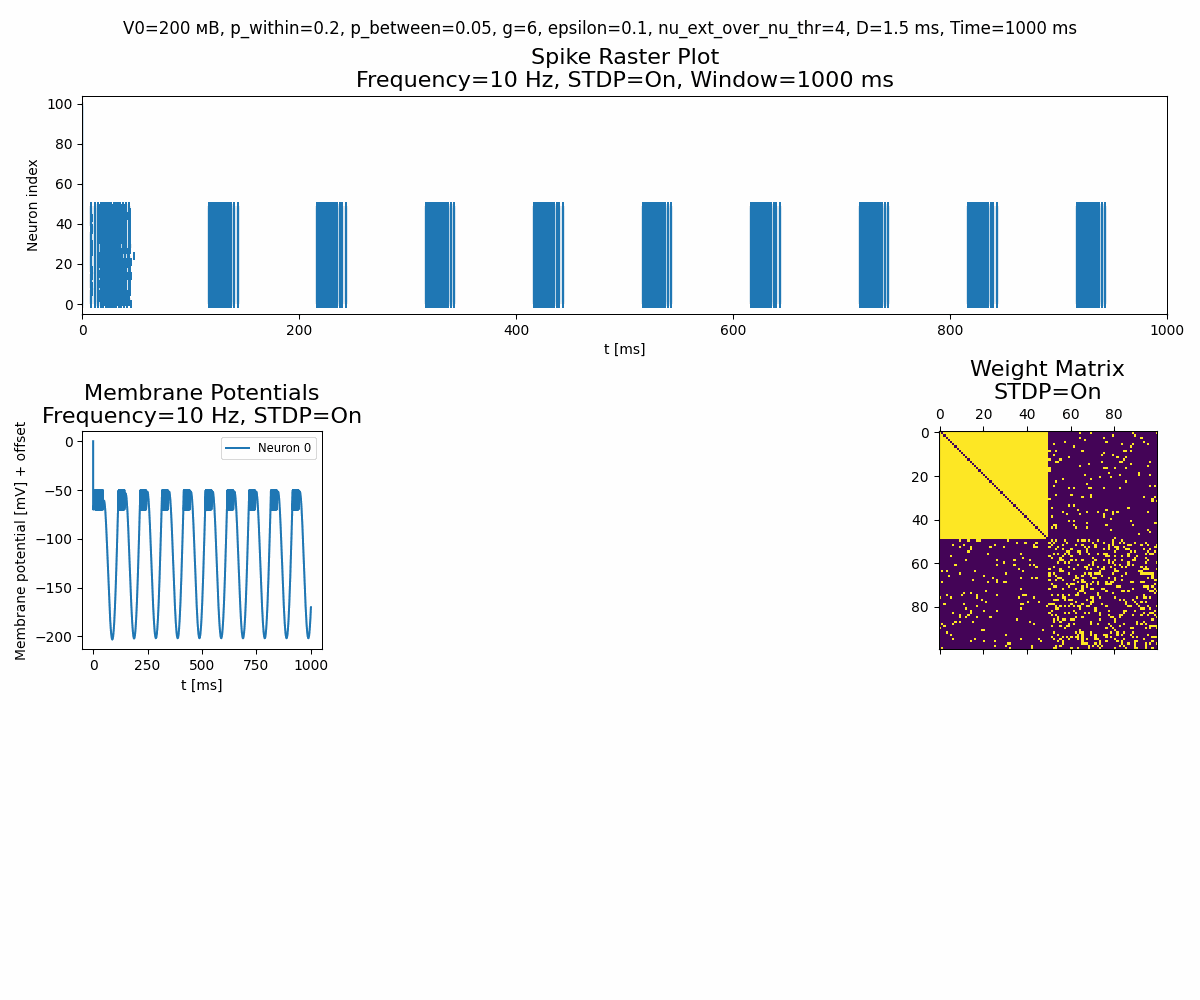 V0=200 мВ, p_within=0.2, p_between=0.05, g=6, epsilon=0.1, nu_ext_over_nu_thr=4, D=1.5 ms, Time=1000 ms
Spike Raster Plot
Frequency=10 Hz, STDP=On, Window=1000 ms
Neuron index
100
80
60
40
20
0
0 200 400 600 800 1000
t [ms]
Membrane Potentials
Frequency=10 Hz, STDP=On
Membrane potential [mV] + offset
Neuron 0
0
−50
−100
−150
−200
0 250 500 750 1000
t [ms]
Weight Matrix
STDP=On
0 20 40 60 80
0
20
40
60
80